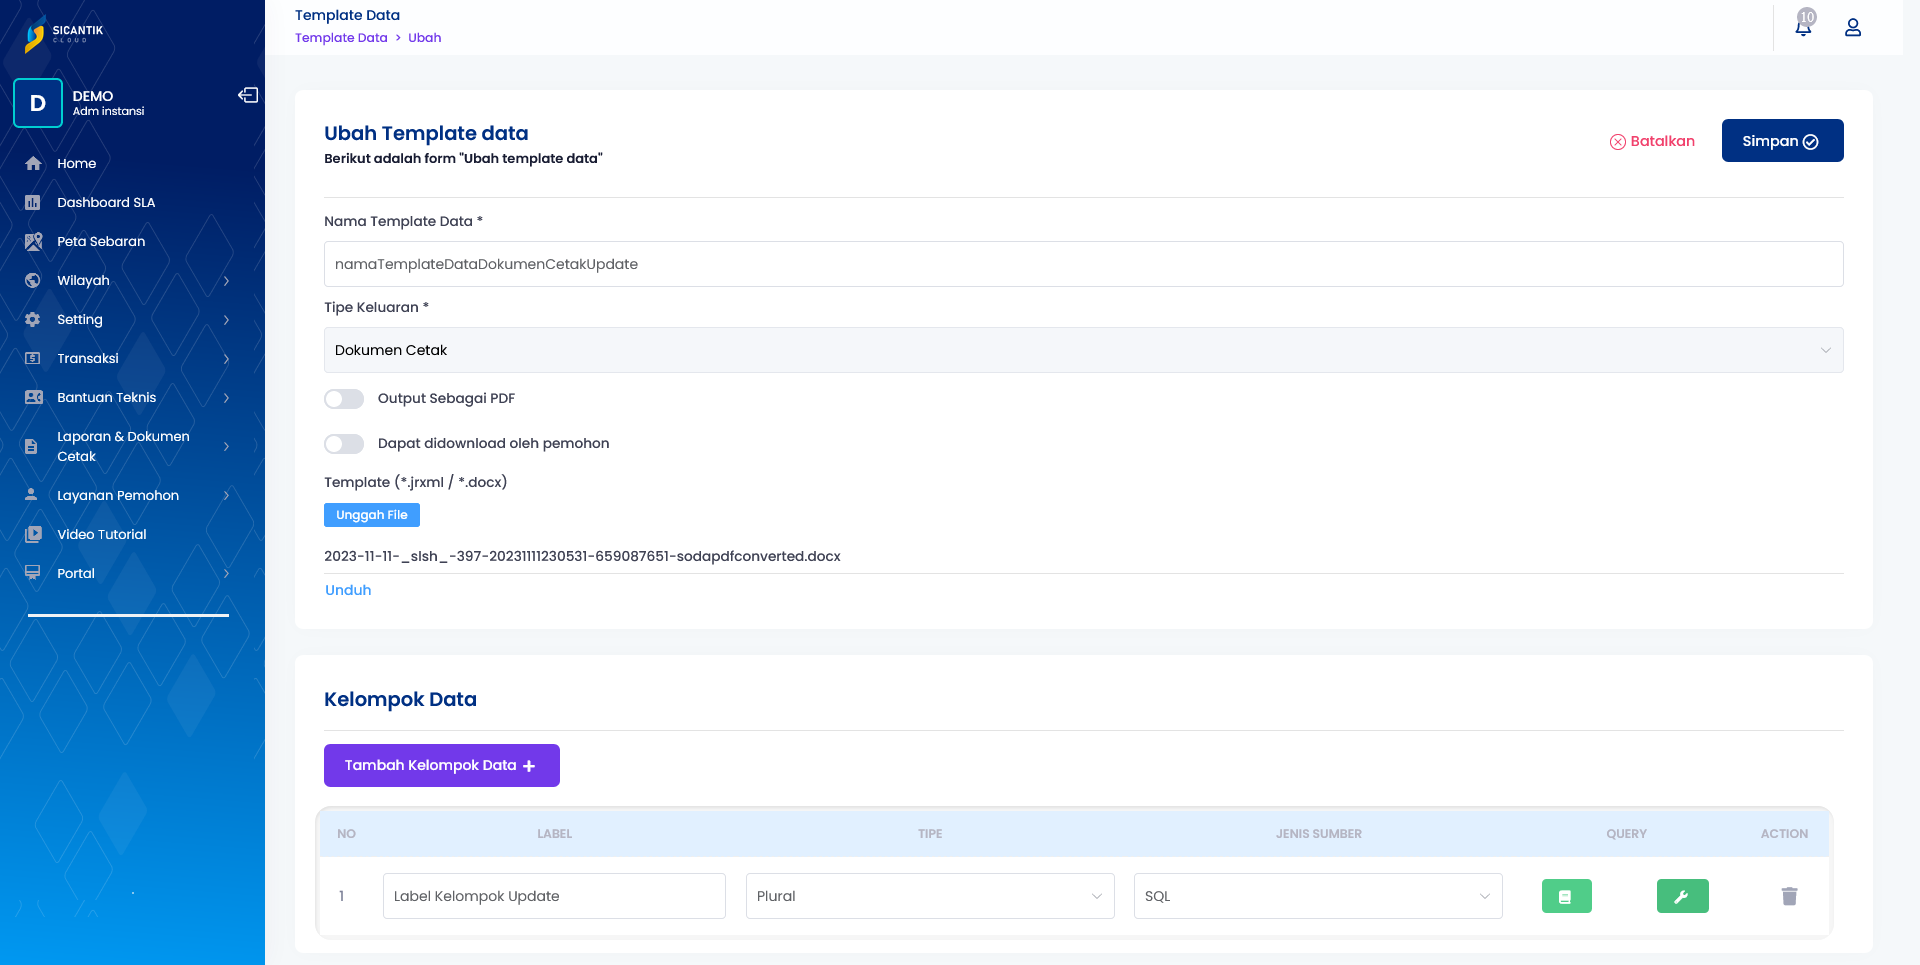 SICANTIK
CLOUD
D
DEMO
Adm instansi
Home
Dashboard SLA
Peta Sebaran
Wilayah
Setting
Transaksi
Bantuan Teknis
Laporan & Dokumen
Cetak
Layanan Pemohon
Video Tutorial
Portal
Template Data
Template Data > Ubah
10
Ubah Template data
Berikut adalah form "Ubah template data"
Batalkan
Simpan
Nama Template Data *
namaTemplateDataDokumenCetakUpdate
Tipe Keluaran *
Dokumen Cetak
Output Sebagai PDF
Dapat didownload oleh pemohon
Template (*.jrxml / *.docx)
Unggah File
2023-11-11-_slsh_-397-20231111230531-659087651-sodapdfconverted.docx
Unduh
Kelompok Data
Tambah Kelompok Data +
NO LABEL TIPE JENIS SUMBER QUERY ACTION
1 Label Kelompok Update Plural SQL